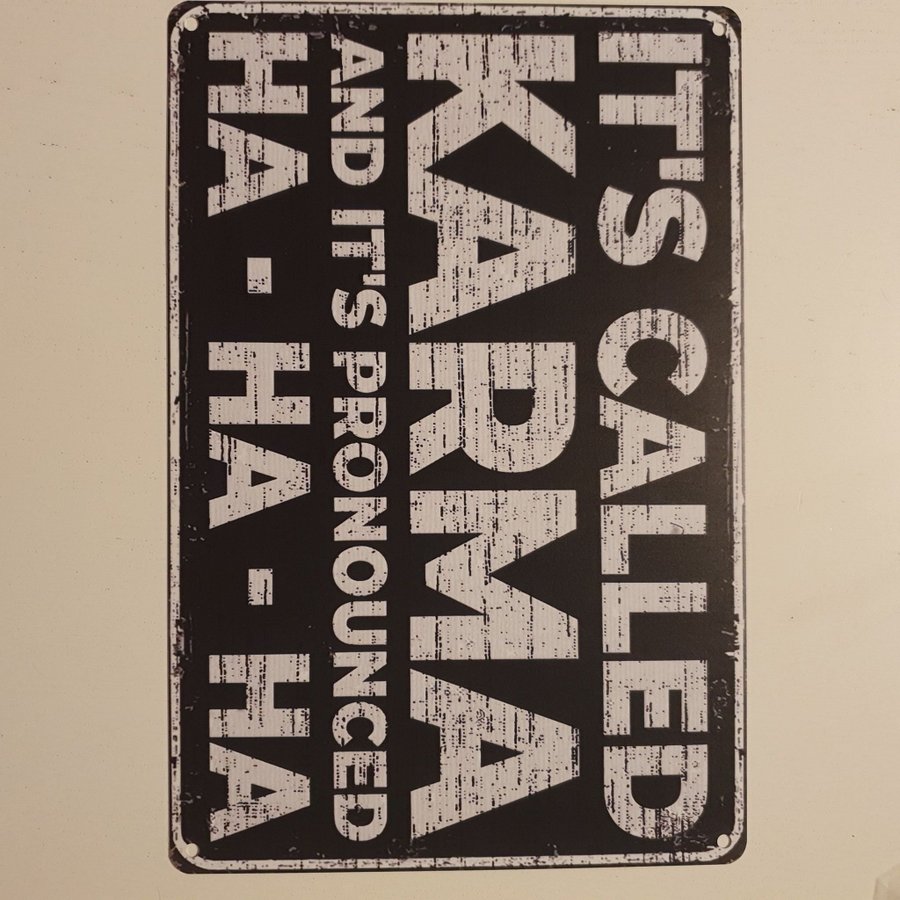 IT'S CALLED
KARMA
AND IT'S PRONOUNCED
HA - HA - HA